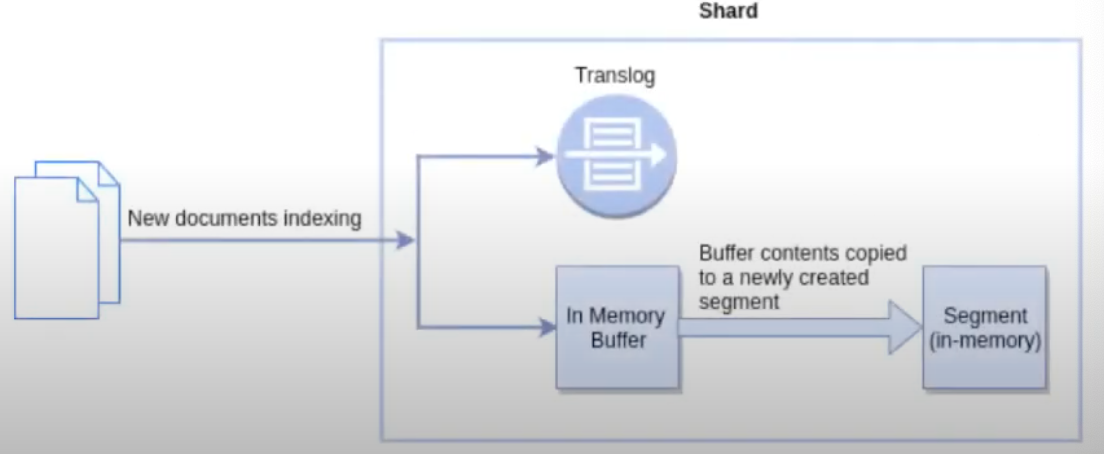 Shard
Translog
New documents indexing
Buffer contents copied
to a newly created
segment
In Memory
Buffer
Segment
(in-memory)